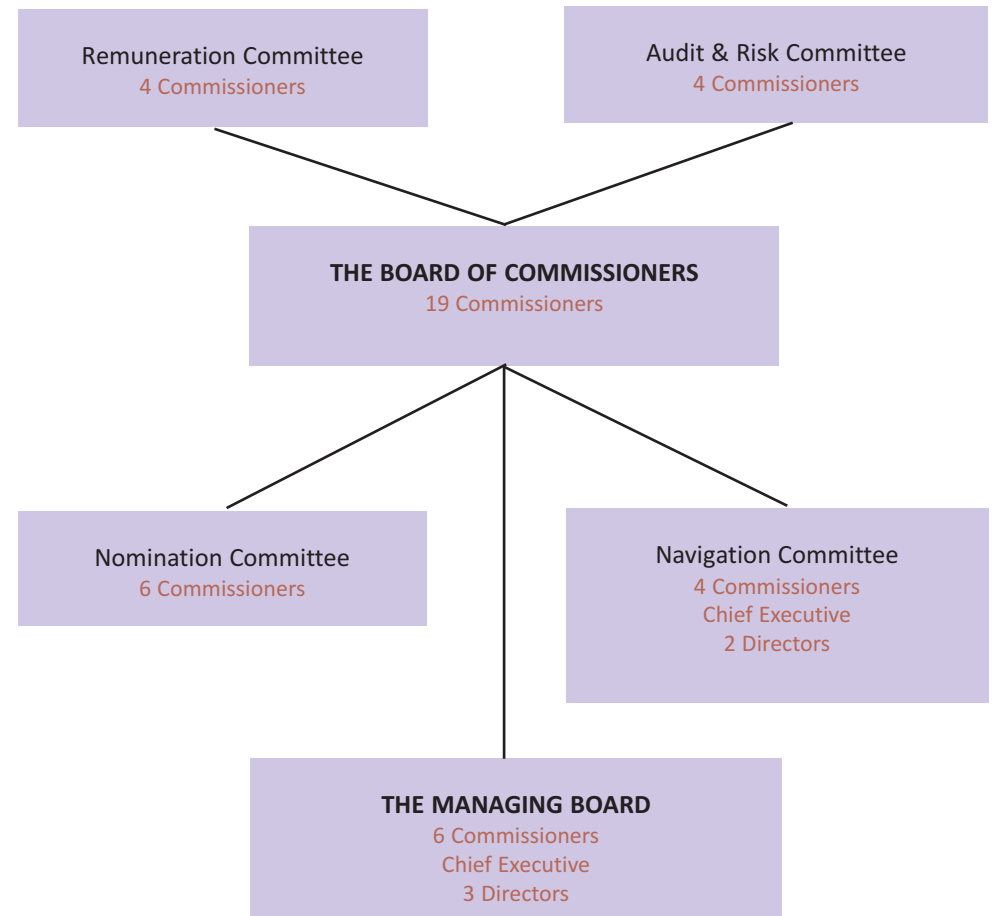 Remuneration Committee
4 Commissioners
Audit & Risk Committee
4 Commissioners
THE BOARD OF COMMISSIONERS
19 Commissioners
Nomination Committee
6 Commissioners
Navigation Committee
4 Commissioners
Chief Executive
2 Directors
THE MANAGING BOARD
6 Commissioners
Chief Executive
3 Directors